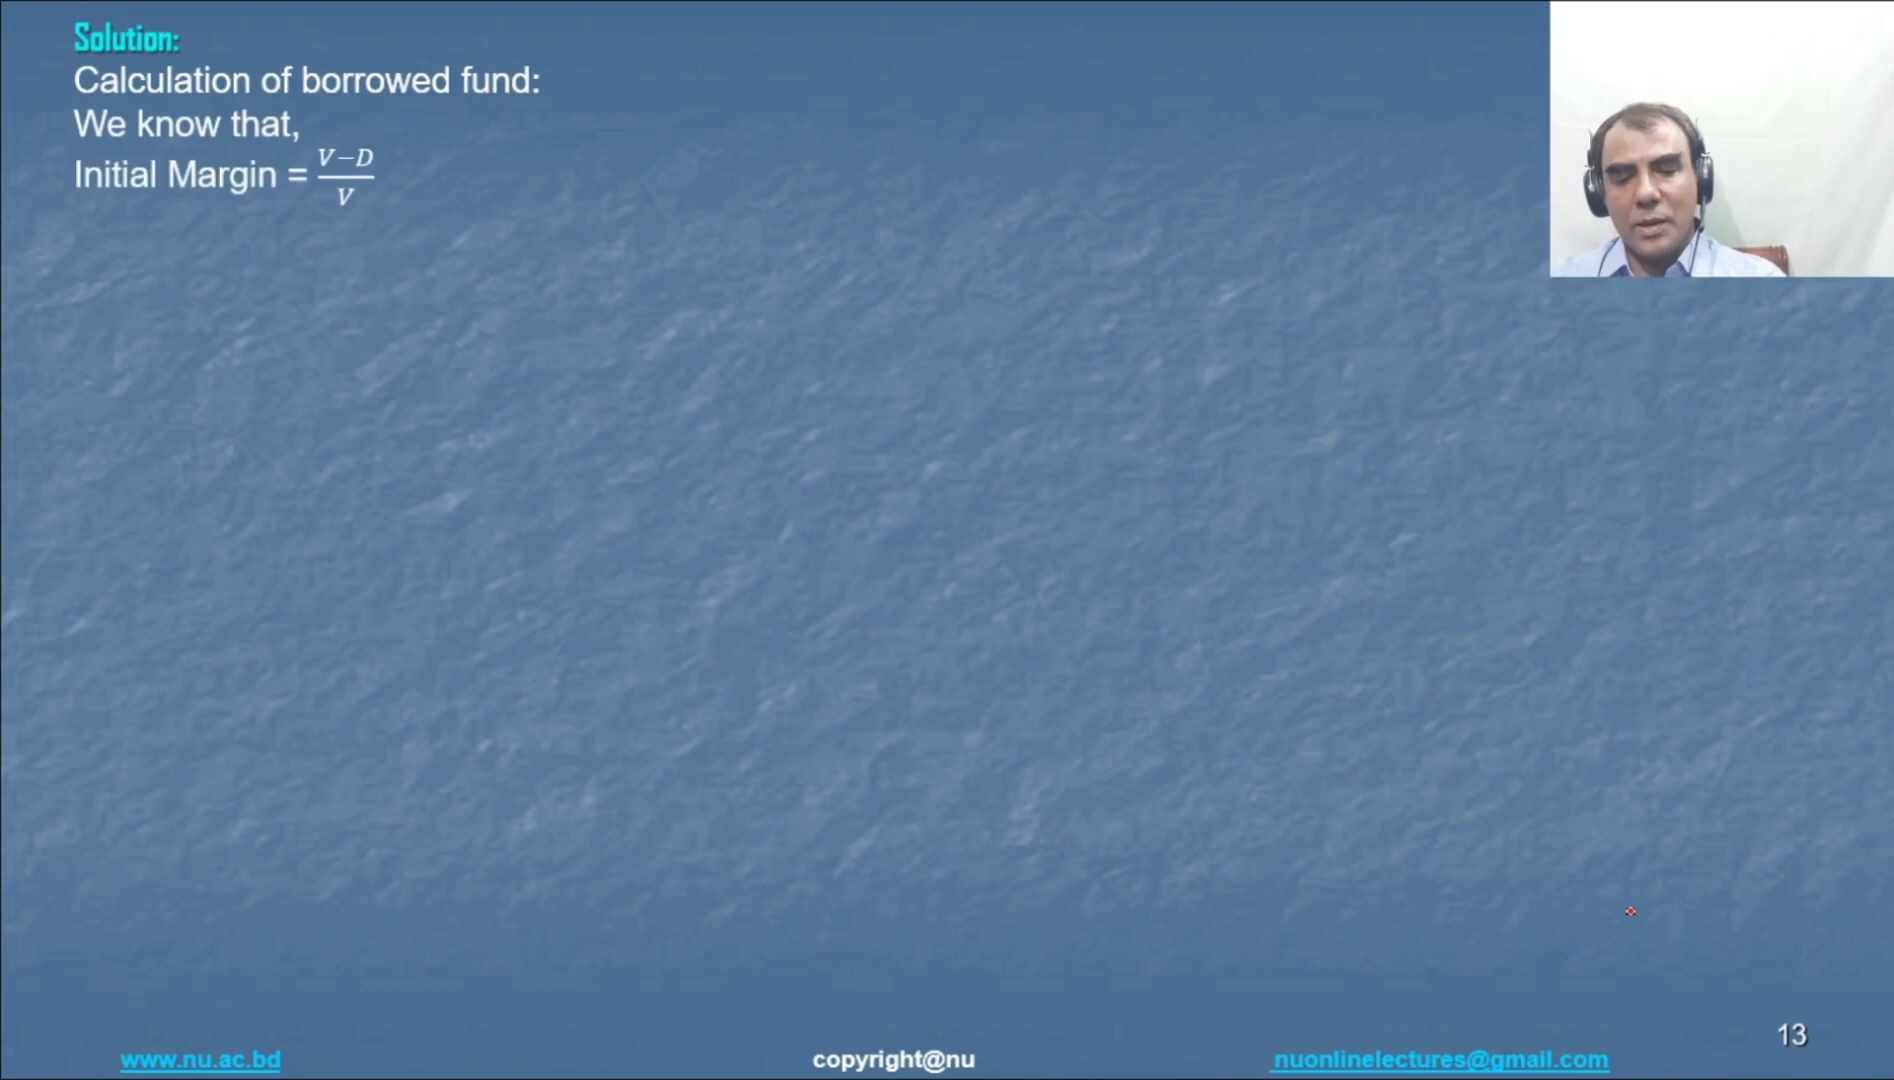 Solution:
Calculation of borrowed fund:
We know that,
Initial Margin = \frac{V-D}{V}
13
www.nu.ac.bd
copyright@nu
nuonlinelectures@gmail.com